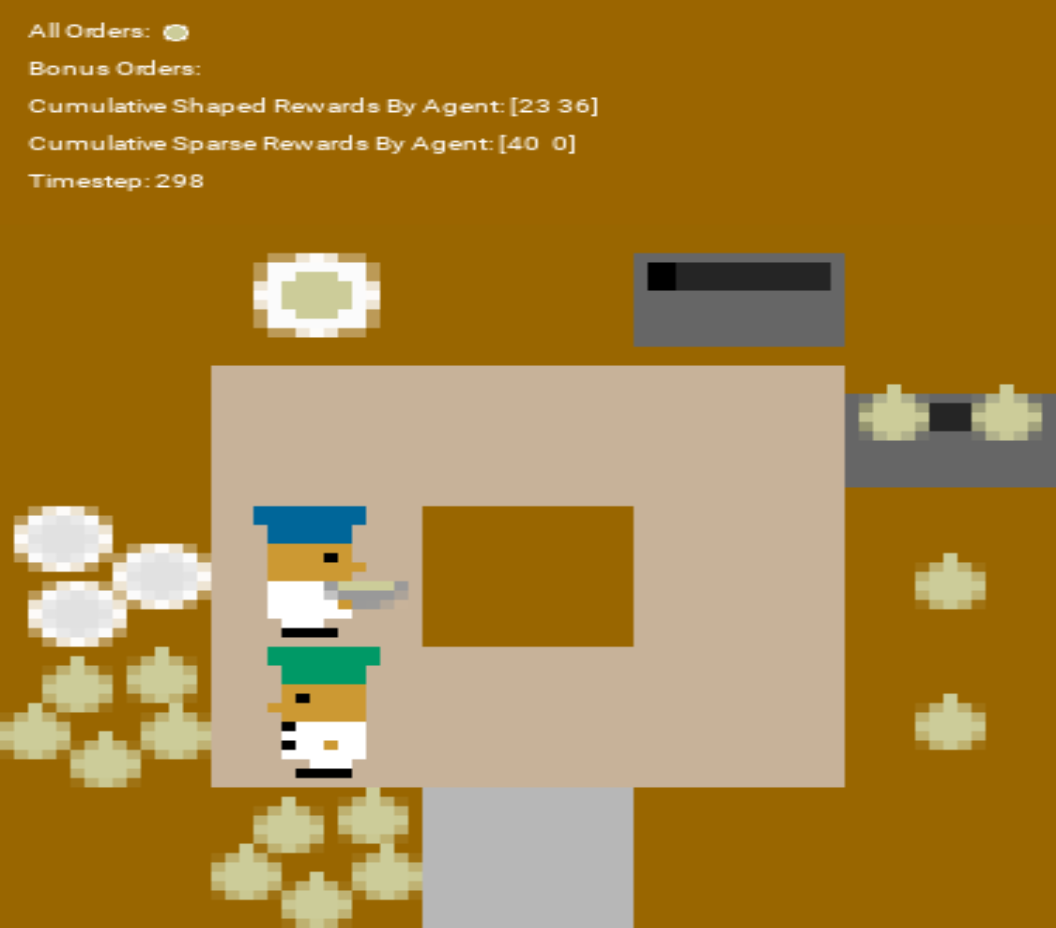 All Orders:
Bonus Orders:
Cumulative Shaped Rewards By Agent: [23 36]
Cumulative Sparse Rewards By Agent: [40  0]
Timestep: 298